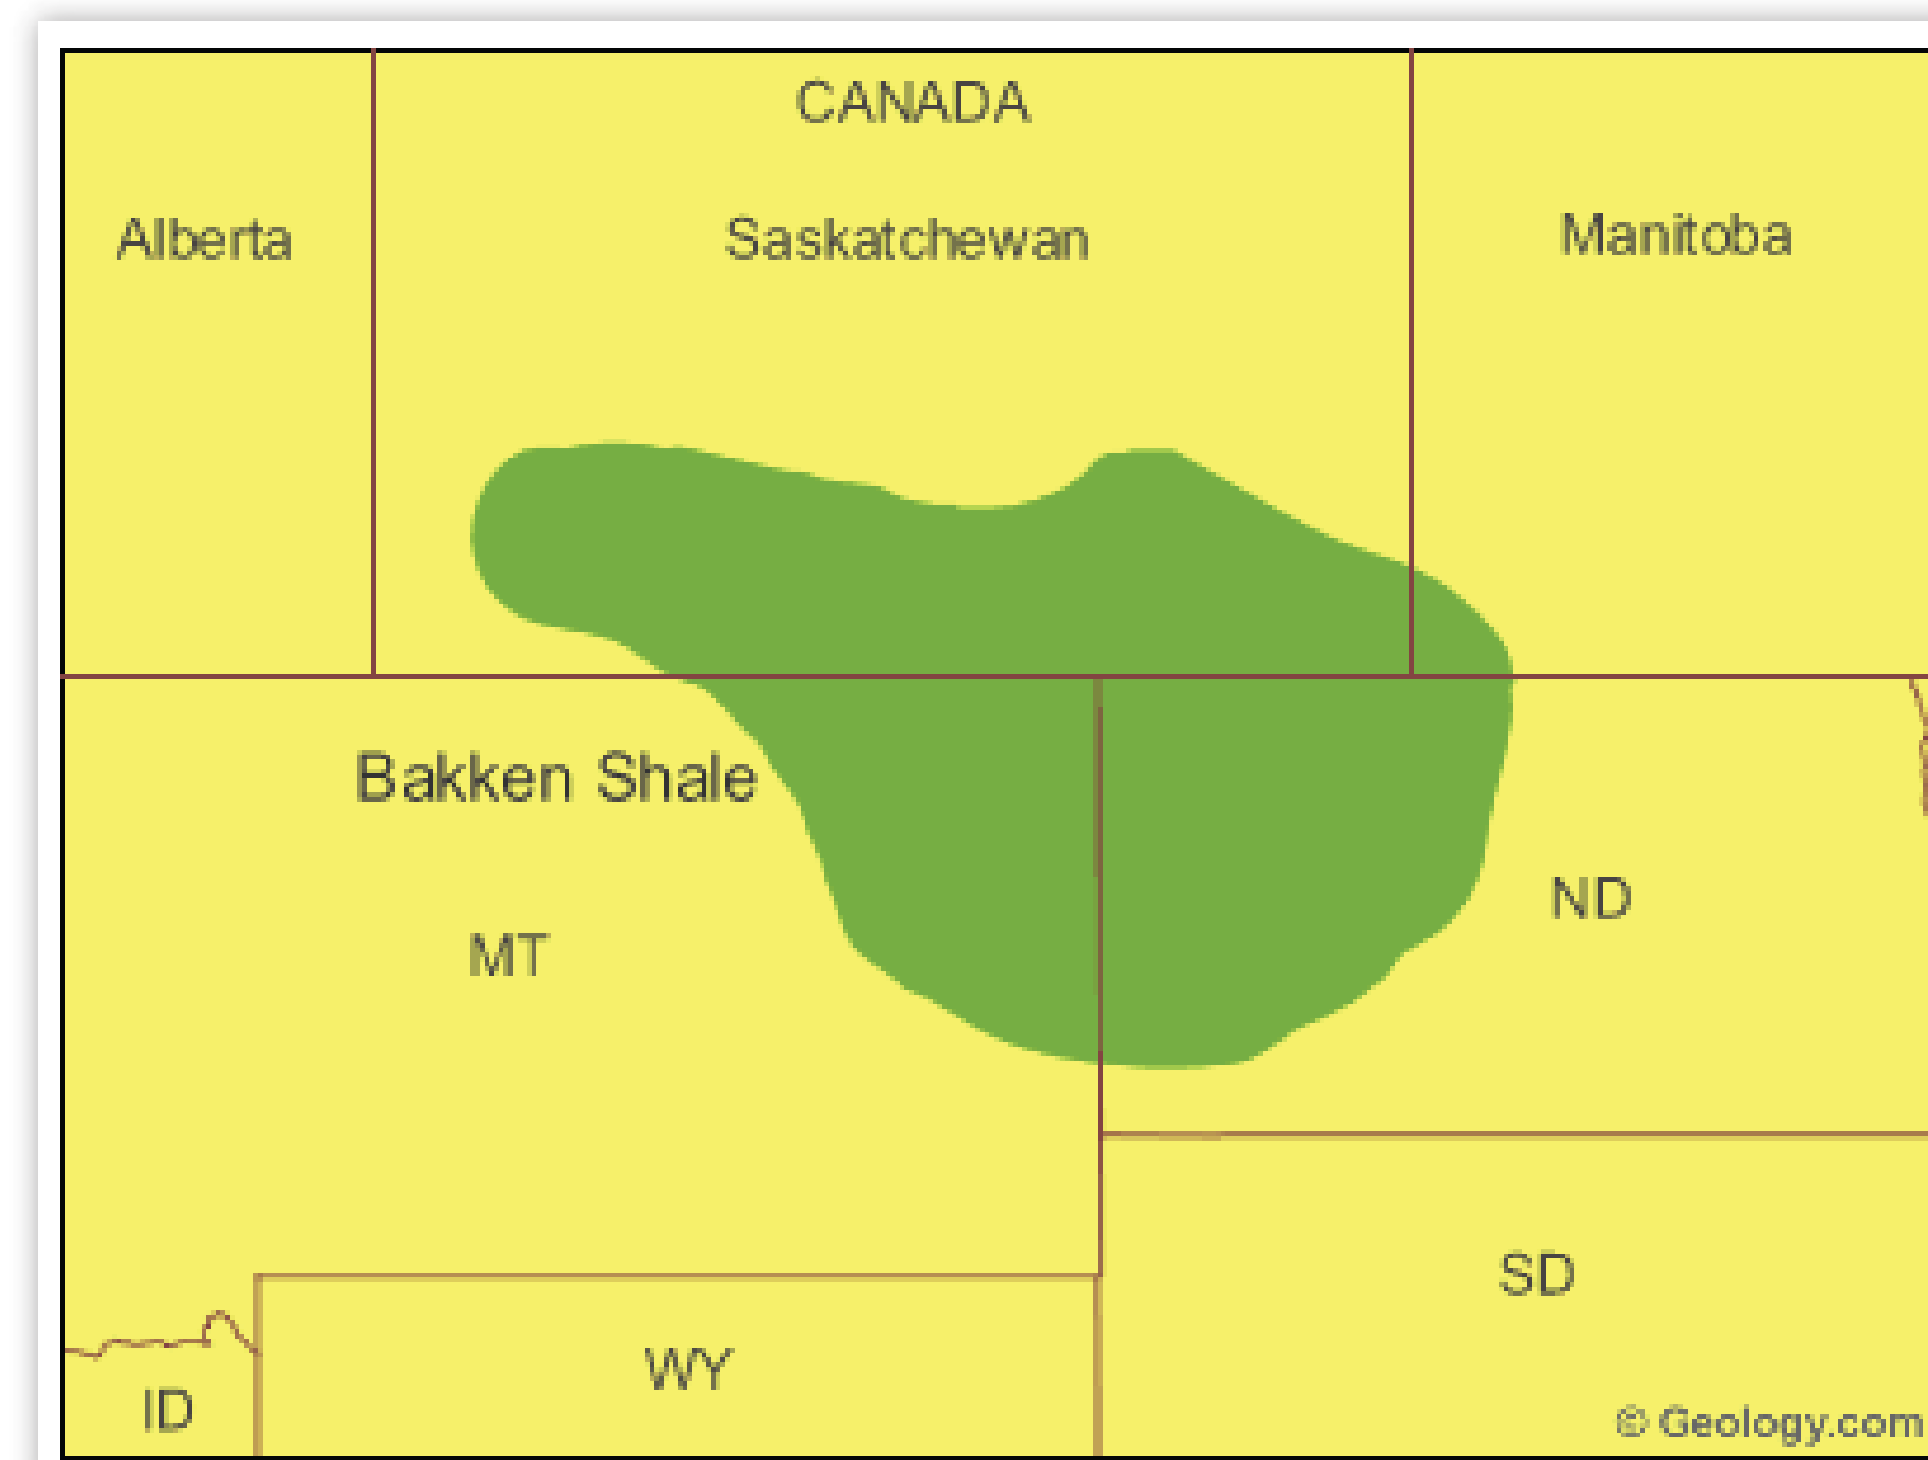 CANADA
Alberta
Saskatchewan
Manitoba
Bakken Shale
ND
MT
SD
WY
ID
© Geology.com